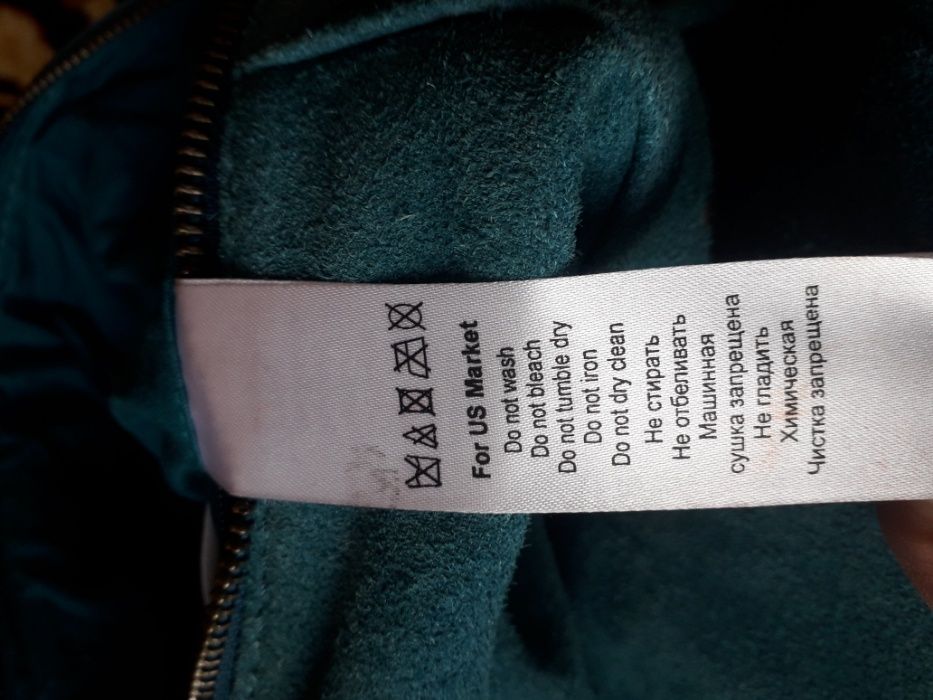 For US Market
Do not wash
Do not bleach
Do not tumble dry
Do not iron
Do not dry clean
Не стирать
Не отбеливать
Машинная
сушка запрещена
Не гладить
Химическая
Чистка запрещена